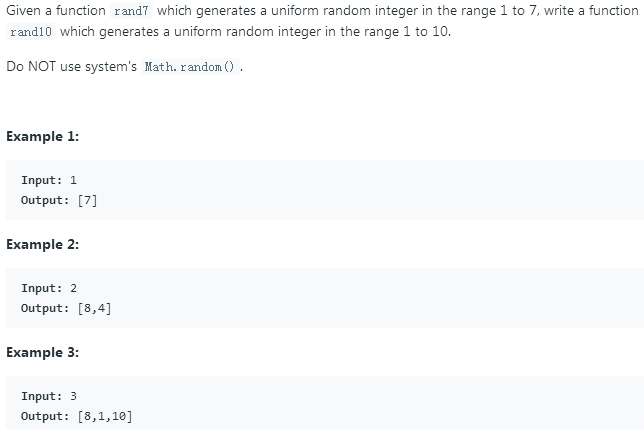 Given a function rand7 which generates a uniform random integer in the range 1 to 7, write a function
rand10 which generates a uniform random integer in the range 1 to 10.
Do NOT use system's Math.random().
Example 1:
Input: 1
Output: [7]
Example 2:
Input: 2
Output: [8,4]
Example 3:
Input: 3
Output: [8,1,10]